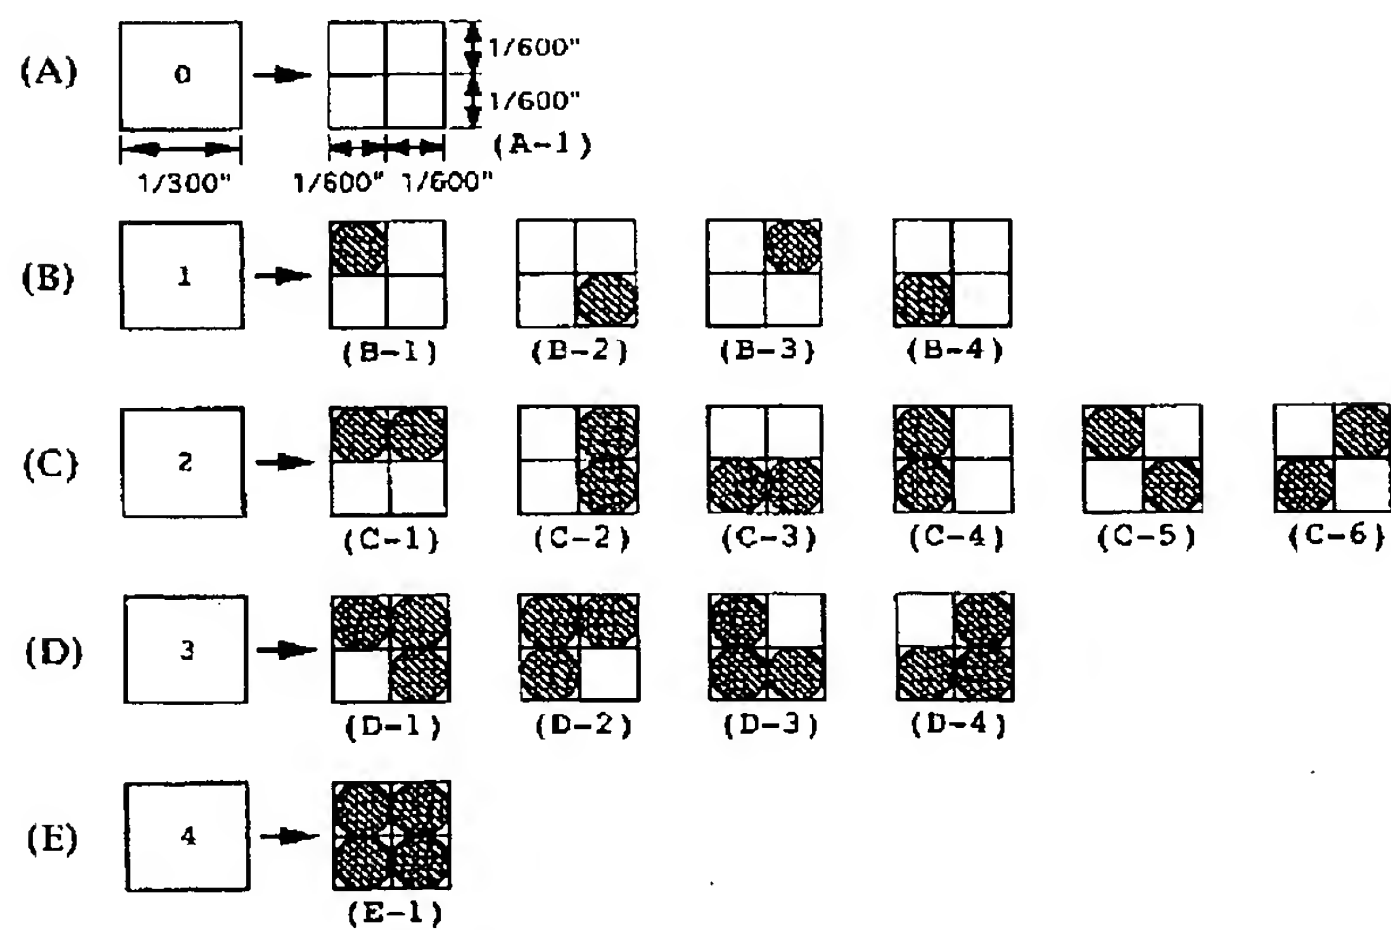 (A) 0 1/600"
1/600"
(A-1)
1/300" 1/600" 1/600"
(B) 1
(B-1) (B-2) (B-3) (B-4)
(C) 2
(C-1) (C-2) (C-3) (C-4) (C-5) (C-6)
(D) 3
(D-1) (D-2) (D-3) (D-4)
(E) 4
(E-1)